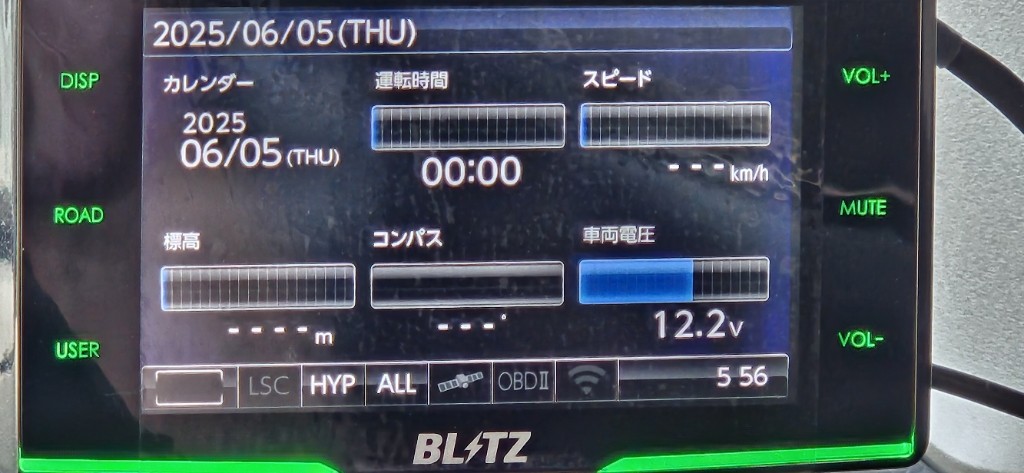 2025/06/05(THU)
DISP
カレンダー
運転時間
スピード
VOL+
2025
06/05(THU)
00:00
---km/h
ROAD
MUTE
標高
コンパス
車両電圧
----m
---°
12.2V
USER
VOL-
LSC
HYP
ALL
OBDⅡ
5 56
BLITZ